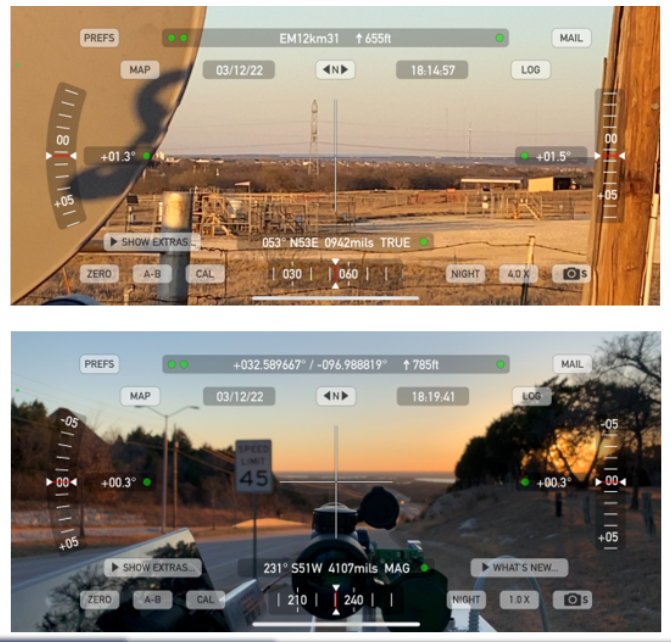 PREFS EM12km31 ↑ 655ft MAIL
MAP 03/12/22 ◀N▶ 18:14:57 LOG
00 00
+01.3° +01.5°
+05 +05
▶ SHOW EXTRAS...
053° N53E 0942mils TRUE
ZERO A-B CAL 030 060 NIGHT 4.0 X S
PREFS +032.589667° / -096.988819° ↑ 785ft MAIL
MAP 03/12/22 ◀N▶ 18:19:41 LOG
-05 -05
SPEED
LIMIT
45
00 +00.3° +00.3° 00
+05 +05
▶ SHOW EXTRAS... 231° S51W 4107mils MAG ▶ WHAT'S NEW...
ZERO A-B CAL 210 240 NIGHT 1.0 X S